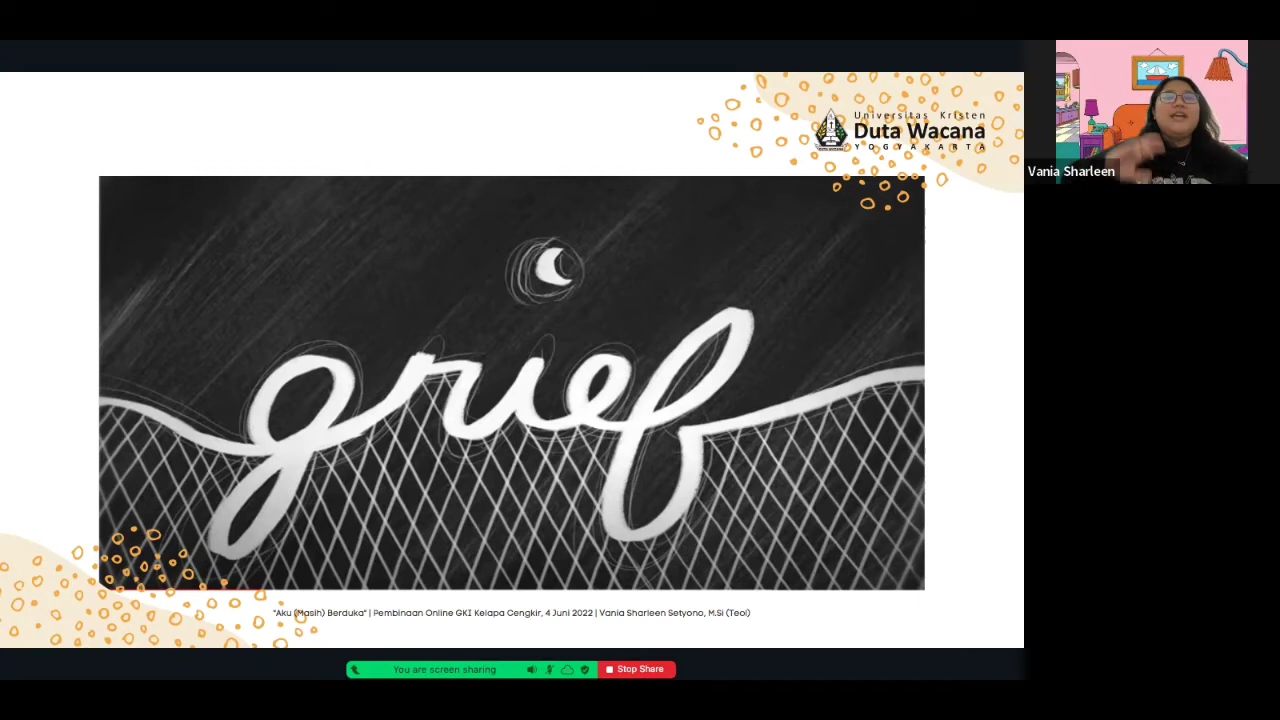 Universitas Kristen
Duta Wacana
YOGYAKARTA
Vania Sharleen
grief
"Aku (Masih) Berduka" | Pembinaan Online GKI Kelapa Cengkir, 4 Juni 2022 | Vania Sharleen Setyono, M.Si (Teol)
You are screen sharing
Stop Share